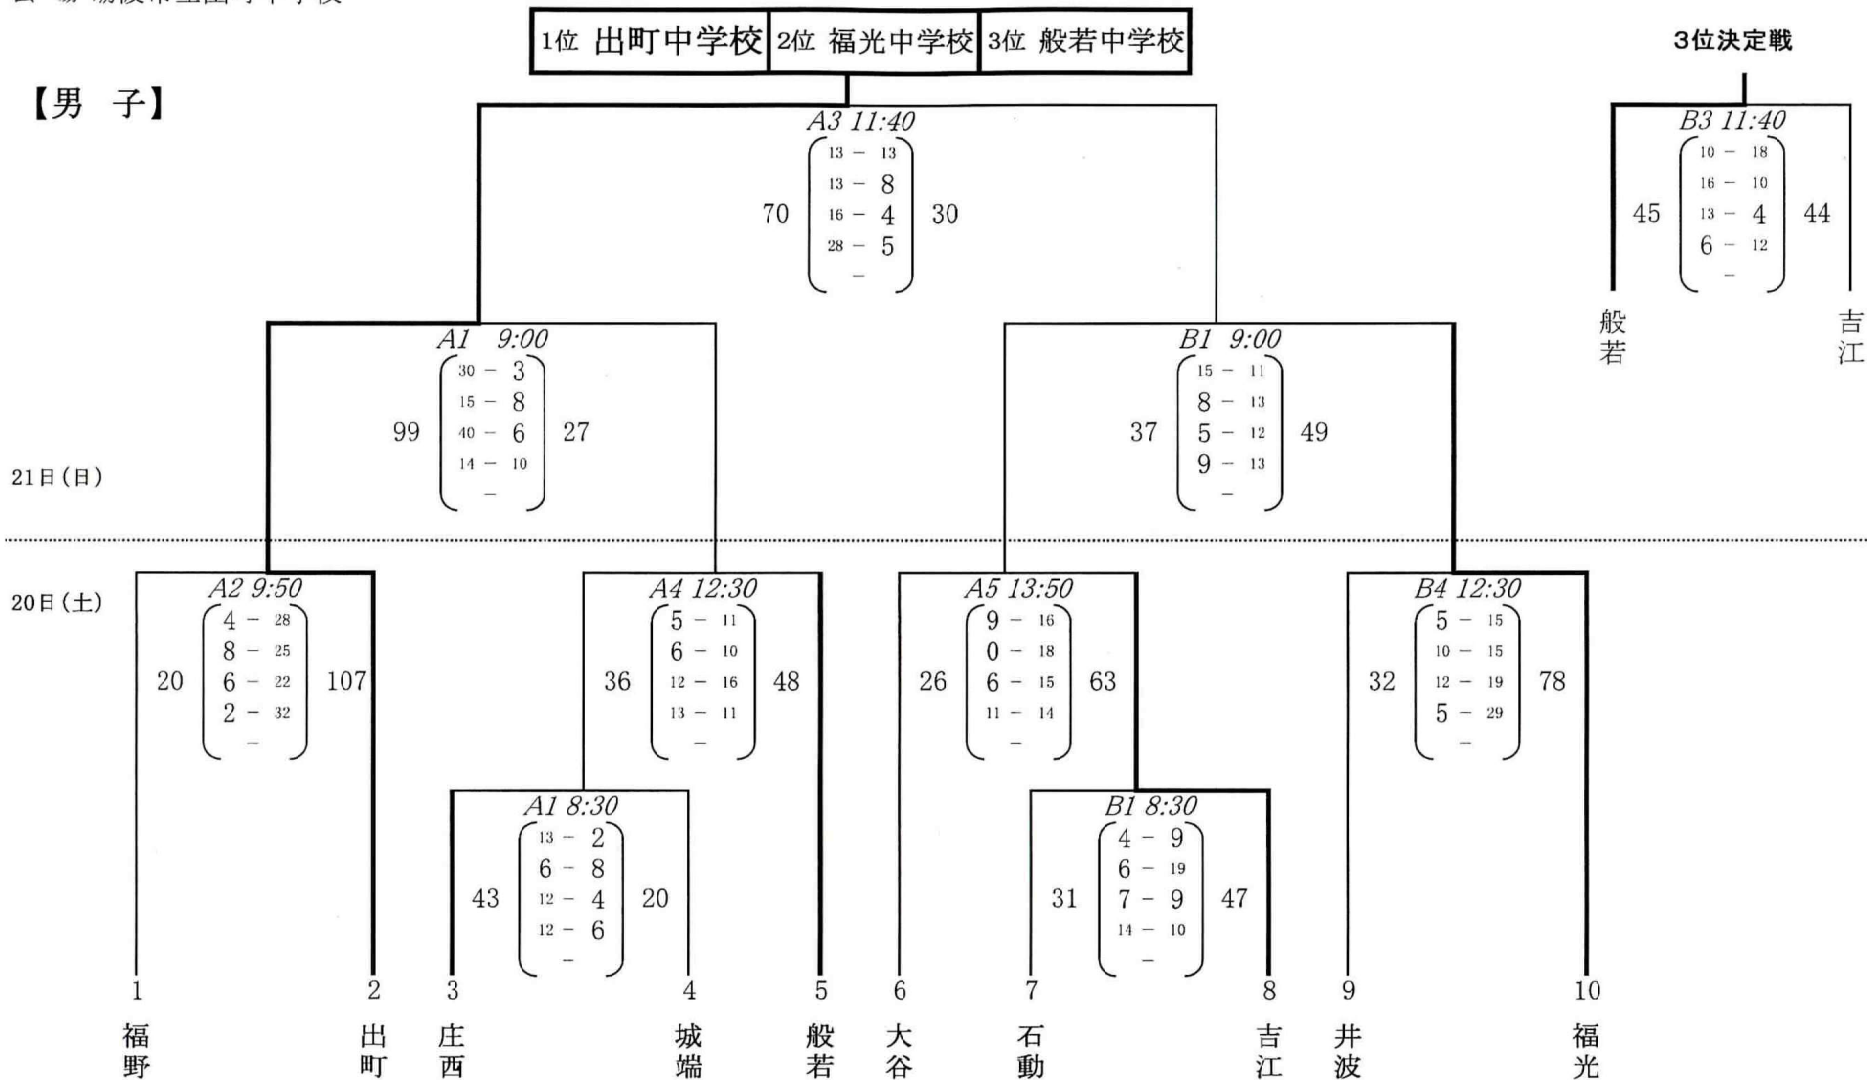 1位 出町中学校 2位 福光中学校 3位 般若中学校
3位決定戦
【男 子】
A3 11:40
13 - 13
13 - 8
70 16 - 4 30
28 - 5
-
B3 11:40
10 - 18
16 - 10
45 13 - 4 44
6 - 12
-
般若
吉江
A1 9:00
30 - 3
15 - 8
99 40 - 6 27
14 - 10
-
B1 9:00
15 - 11
8 - 13
37 5 - 12 49
9 - 13
-
21日(日)
20日(土)
A2 9:50
4 - 28
8 - 25
20 6 - 22 107
2 - 32
-
A4 12:30
5 - 11
6 - 10
36 12 - 16 48
13 - 11
-
A5 13:50
9 - 16
0 - 18
26 6 - 15 63
11 - 14
-
B4 12:30
5 - 15
10 - 15
32 12 - 19 78
5 - 29
-
A1 8:30
13 - 2
6 - 8
43 12 - 4 20
12 - 6
-
B1 8:30
4 - 9
6 - 19
31 7 - 9 47
14 - 10
-
1 2 3 4 5 6 7 8 9 10
福野
出町
庄西
城端
般若
大谷
石動
吉江
井波
福光